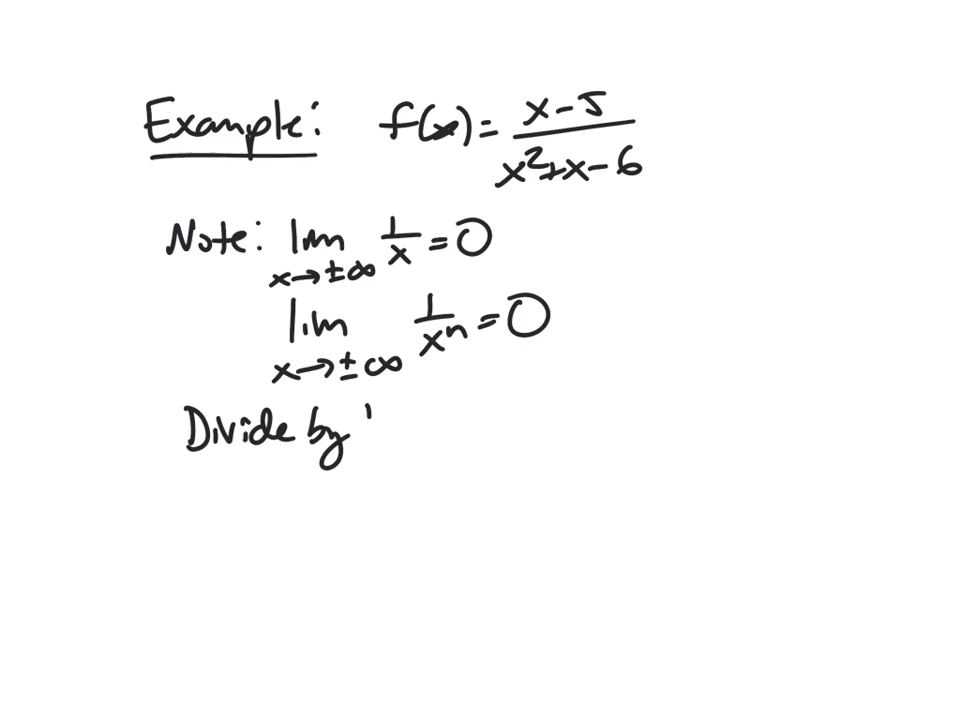 Example: f(x) = (x-5)/(x²+x-6)
Note: lim x→±∞ 1/x = 0
lim x→±∞ 1/xⁿ = 0
Divide by '